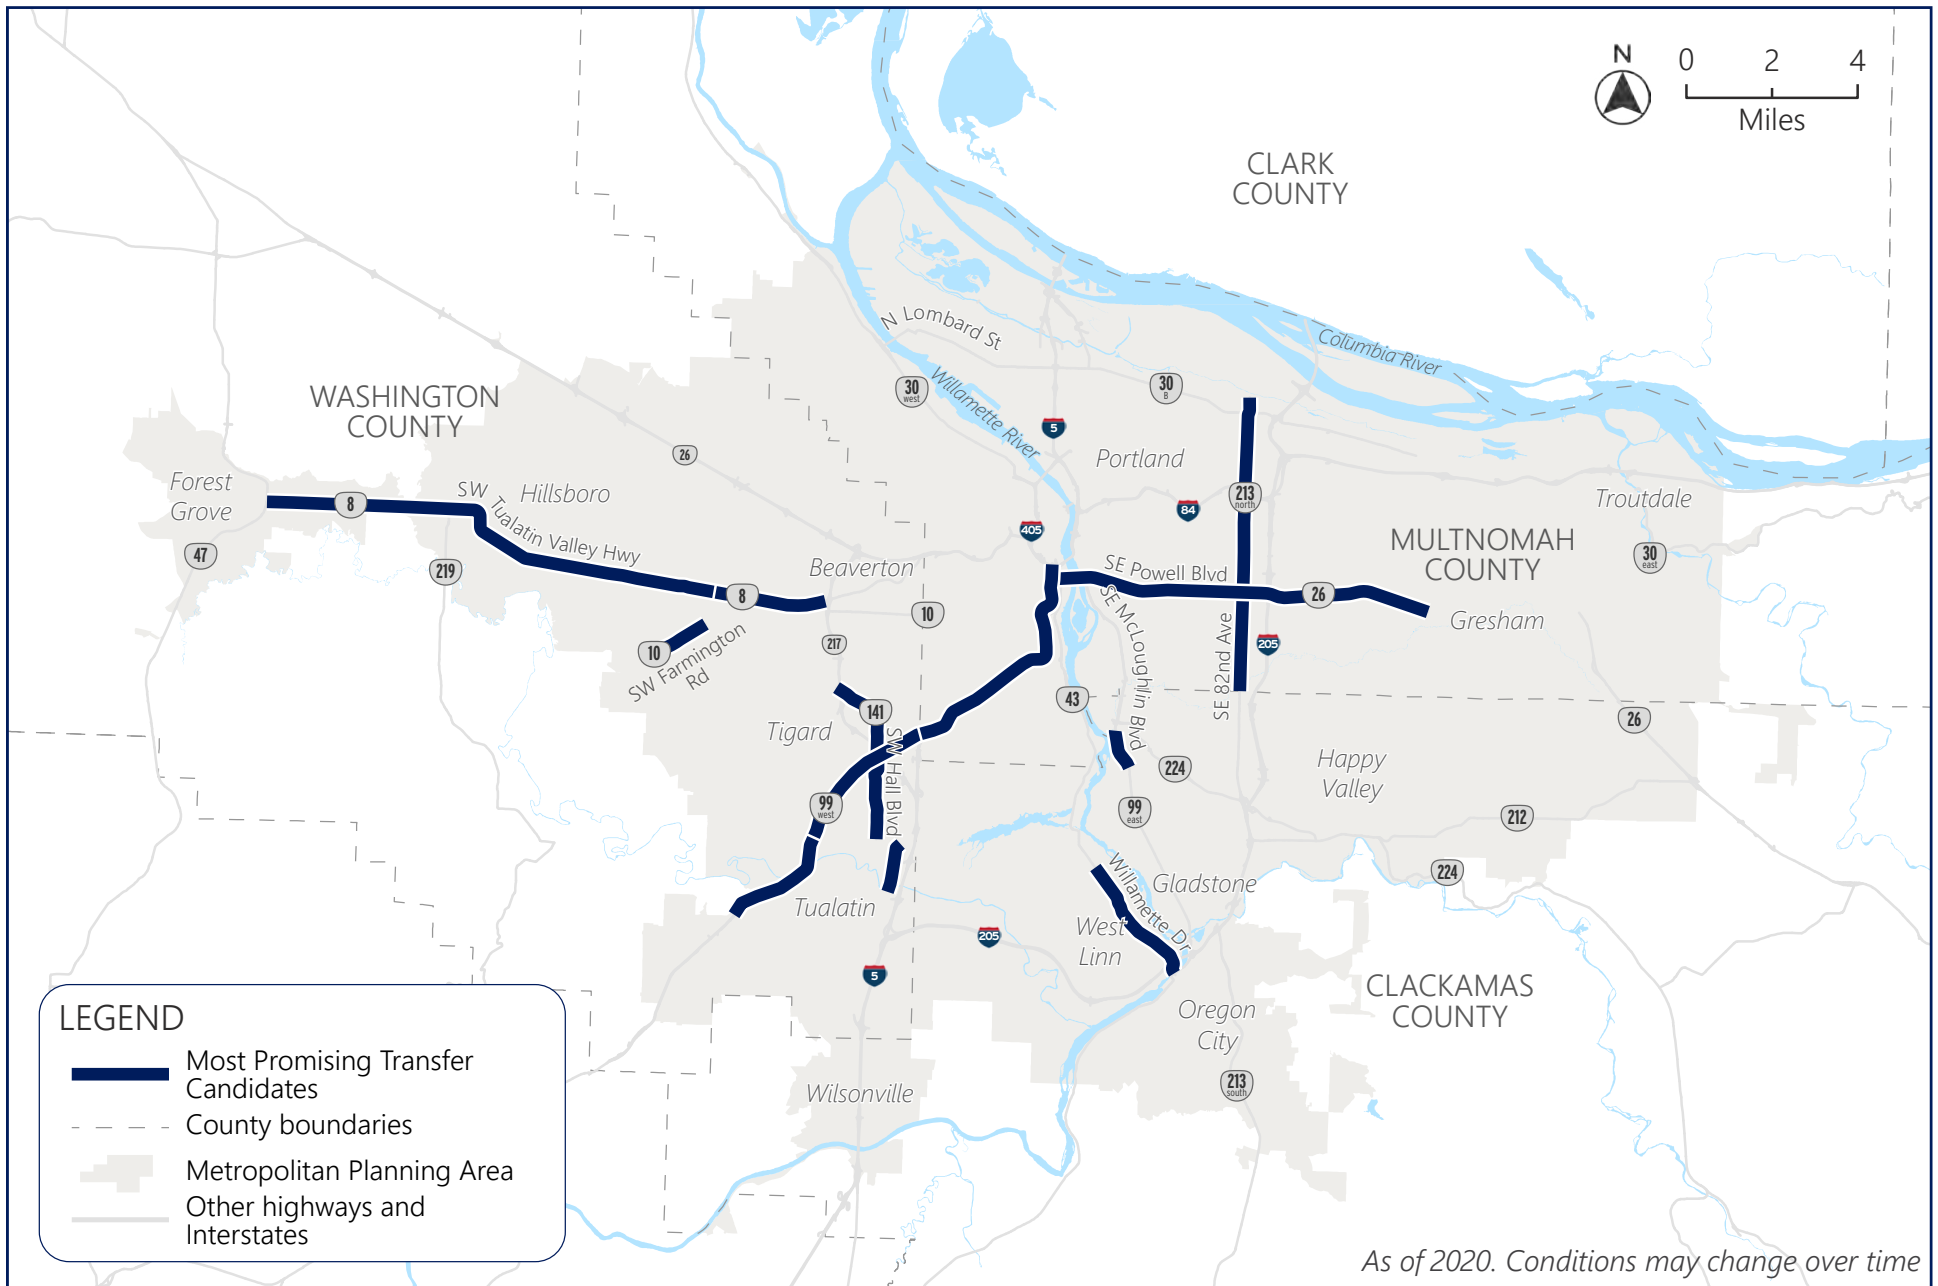 N
0 2 4
Miles
CLARK
COUNTY
N Lombard St
Columbia River
WASHINGTON
COUNTY
30
west
Willamette River
30
B
5
Portland
26
Forest
Grove
8
SW Tualatin Valley Hwy
Hillsboro
213
north
84
Troutdale
405
MULTNOMAH
COUNTY
47
219
Beaverton
SE Powell Blvd
30
east
8
26
10
Gresham
10
SW Farmington
Rd
217
SE McLoughlin Blvd
SE 82nd Ave
205
43
141
Tigard
SW Hall Blvd
26
224
Happy
Valley
99
west
99
east
212
224
Willamette Dr
Gladstone
Tualatin
West
Linn
205
5
CLACKAMAS
COUNTY
Oregon
City
213
south
Wilsonville
LEGEND
Most Promising Transfer
Candidates
County boundaries
Metropolitan Planning Area
Other highways and
Interstates
As of 2020. Conditions may change over time